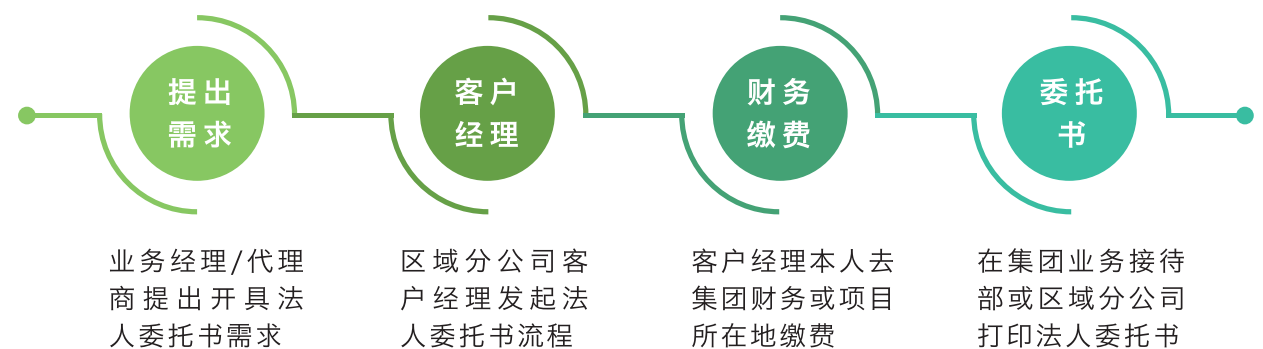 提出
需求
客户
经理
财务
缴费
委托
书
业务经理/代理
商提出开具法
人委托书需求
区域分公司客
户经理发起法
人委托书流程
客户经理本人去
集团财务或项目
所在地缴费
在集团业务接待
部或区域分公司
打印法人委托书